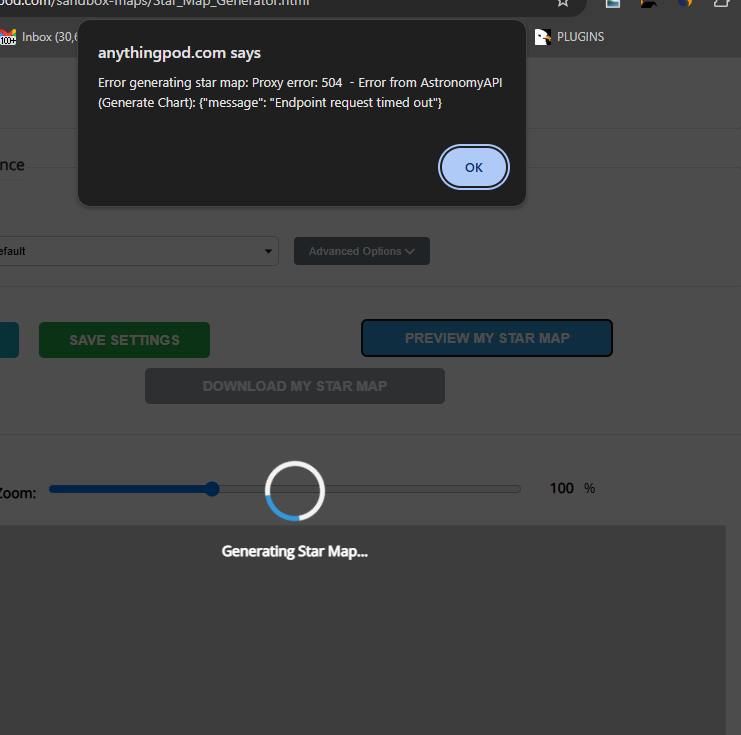 pod.com/sandbox-maps/Star_Map_Generator.html
100+ Inbox (30,6
PLUGINS
anythingpod.com says
Error generating star map: Proxy error: 504 - Error from AstronomyAPI
(Generate Chart): {"message": "Endpoint request timed out"}
OK
nce
efault
Advanced Options
SAVE SETTINGS
PREVIEW MY STAR MAP
DOWNLOAD MY STAR MAP
Zoom:
100 %
Generating Star Map...